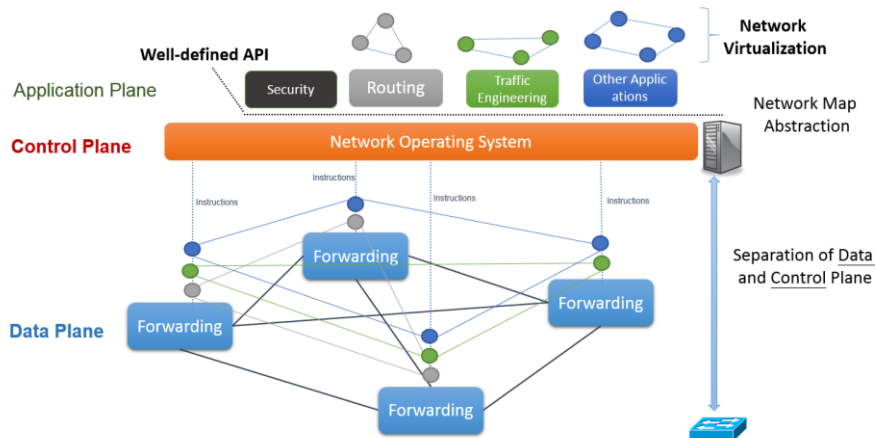 Network
Virtualization
Well-defined API
Application Plane
Security
Routing
Traffic
Engineering
Other Applic
ations
Network Map
Abstraction
Control Plane
Network Operating System
Instructions
Instructions
Instructions
Instructions
Forwarding
Separation of Data
and Control Plane
Forwarding
Data Plane
Forwarding
Forwarding